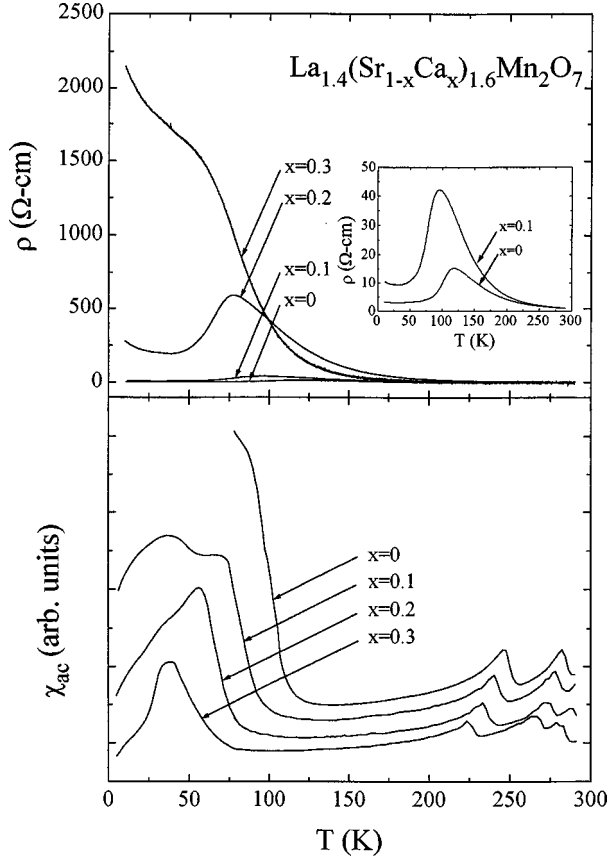 2500
2000
1500
1000
500
0
ρ (Ω-cm)
La1.4(Sr1-xCax)1.6Mn2O7
x=0.3
x=0.2
x=0.1
x=0
50
40
30
20
10
0
ρ (Ω-cm)
x=0.1
x=0
0 50 100 150 200 250 300
T (K)
χac (arb. units)
x=0
x=0.1
x=0.2
x=0.3
0 50 100 150 200 250 300
T (K)